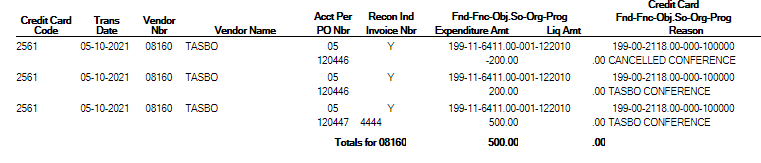 Credit Card
Credit Card Trans Vendor Acct Per Recon Ind Fnd-Fnc-Obj.So-Org-Prog Fnd-Fnc-Obj.So-Org-Prog
Code Date Nbr Vendor Name PO Nbr Invoice Nbr Expenditure Amt Liq Amt Reason
2561 05-10-2021 08160 TASBO 05 Y 199-11-6411.00-001-122010 199-00-2118.00-000-100000
120446 -200.00 .00 CANCELLED CONFERENCE
2561 05-10-2021 08160 TASBO 05 Y 199-11-6411.00-001-122010 199-00-2118.00-000-100000
120446 200.00 .00 TASBO CONFERENCE
2561 05-10-2021 08160 TASBO 05 Y 199-11-6411.00-001-122010 199-00-2118.00-000-100000
120447 4444 500.00 .00 TASBO CONFERENCE
Totals for 08160 500.00 .00